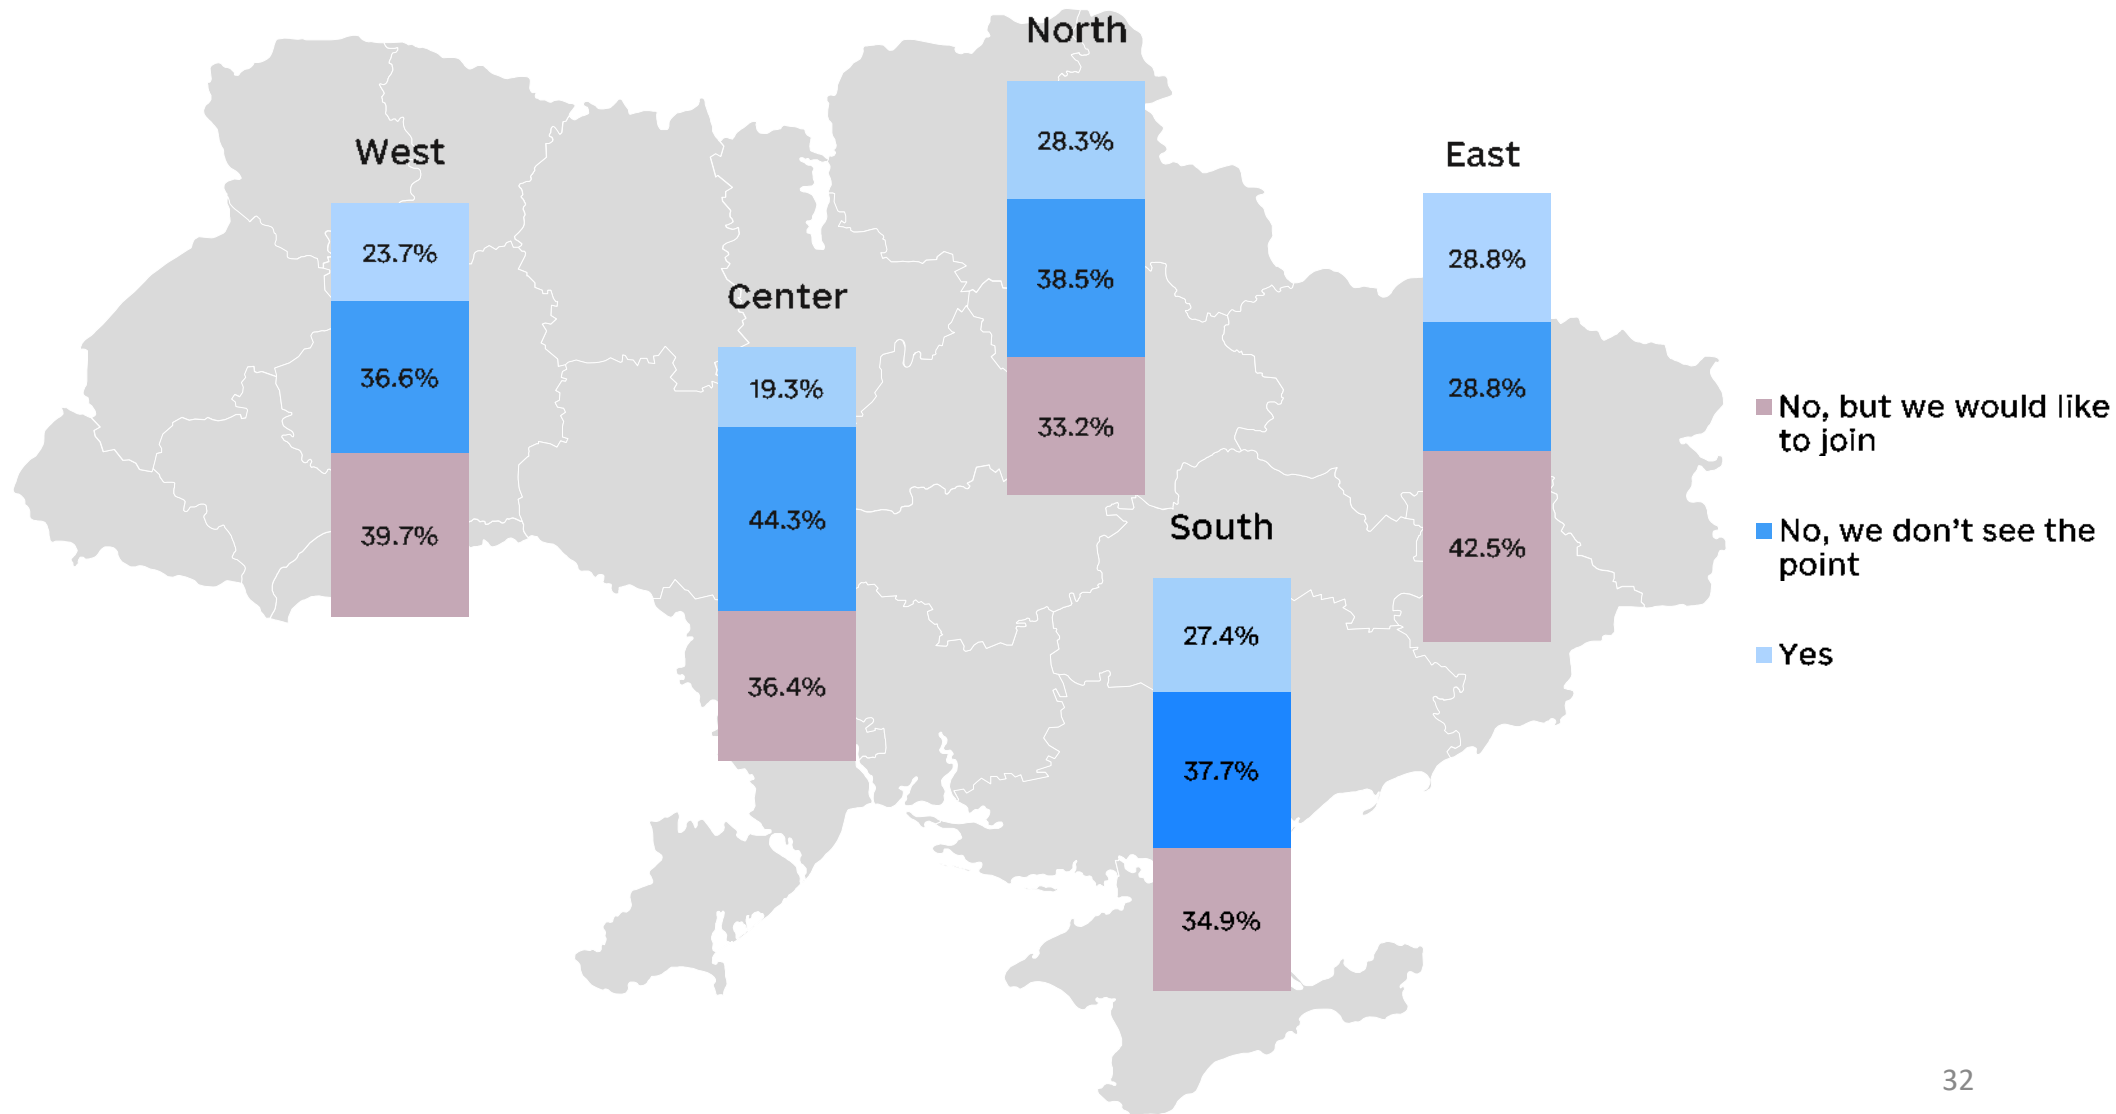 North
28.3%
38.5%
33.2%
West
23.7%
36.6%
39.7%
East
28.8%
28.8%
42.5%
Center
19.3%
44.3%
36.4%
South
27.4%
37.7%
34.9%
No, but we would like
to join
No, we don’t see the
point
Yes
32